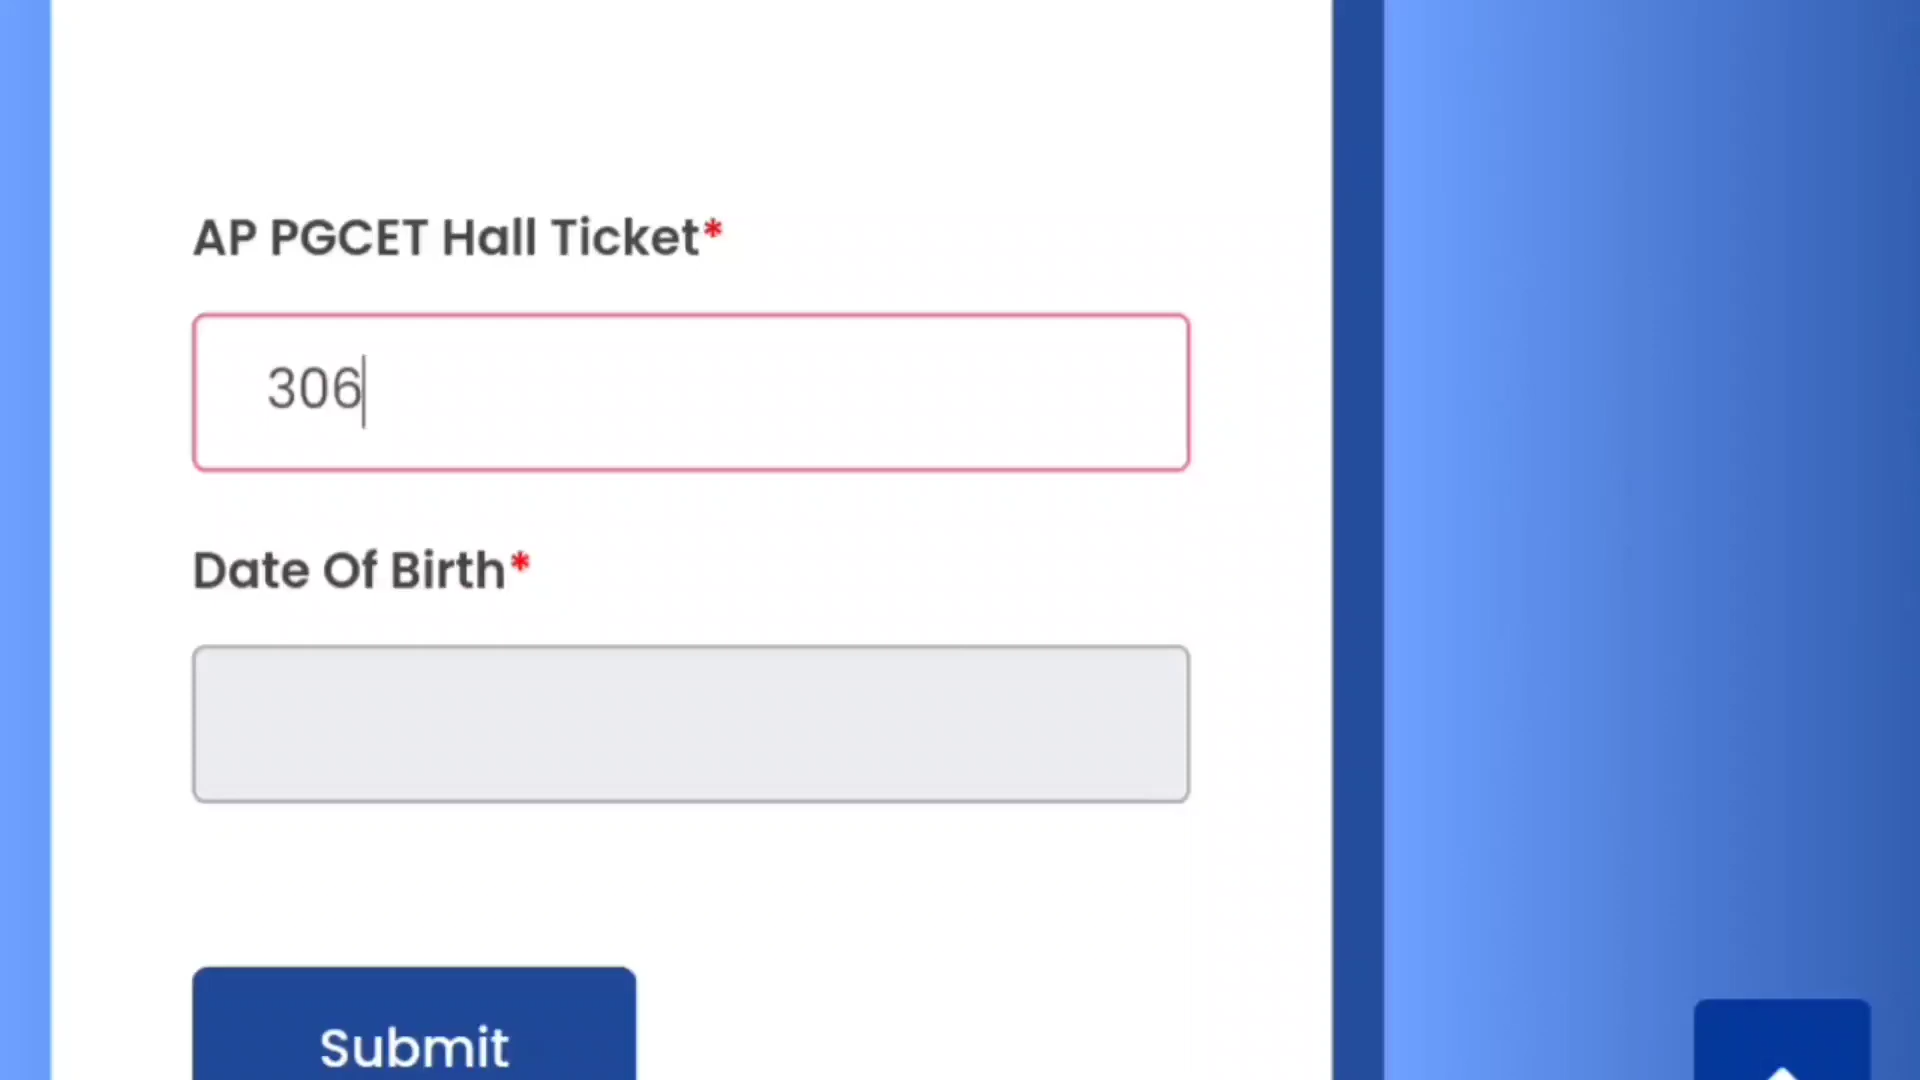 AP PGCET Hall Ticket*
306
Date Of Birth*
Submit